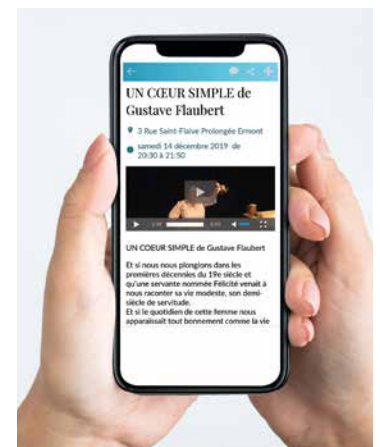 UN CŒUR SIMPLE de
Gustave Flaubert
3 Rue Saint-Flaive Prolongée Ermont
samedi 14 décembre 2019 de
20:30 à 21:50
UN COEUR SIMPLE de Gustave Flaubert
Et si nous nous plongions dans les
premières décennies du 19e siècle et
qu'une servante nommée Félicité venait à
nous raconter sa vie modeste, son demi-
siècle de servitude.
Et si le quotidien de cette femme nous
apparaissait tout bonnement comme la vie